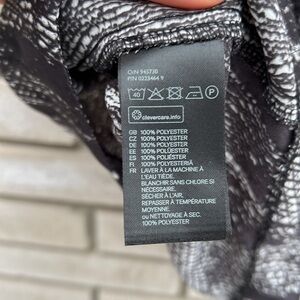 O/N 945730
P/N 0233464 9
40
P
clevercare.info
GB 100% POLYESTER
CZ 100% POLYESTER
DE 100% POLYESTER
EE 100% POLÜESTER
ES 100% POLIÉSTER
FI 100% POLYESTERIÄ
FR LAVER À LA MACHINE À
L'EAU TIÈDE.
BLANCHIR SANS CHLORE SI
NÉCESSAIRE.
SÉCHER À L'AIR.
REPASSER À TEMPÉRATURE
MOYENNE.
ou NETTOYAGE À SEC.
100% POLYESTER